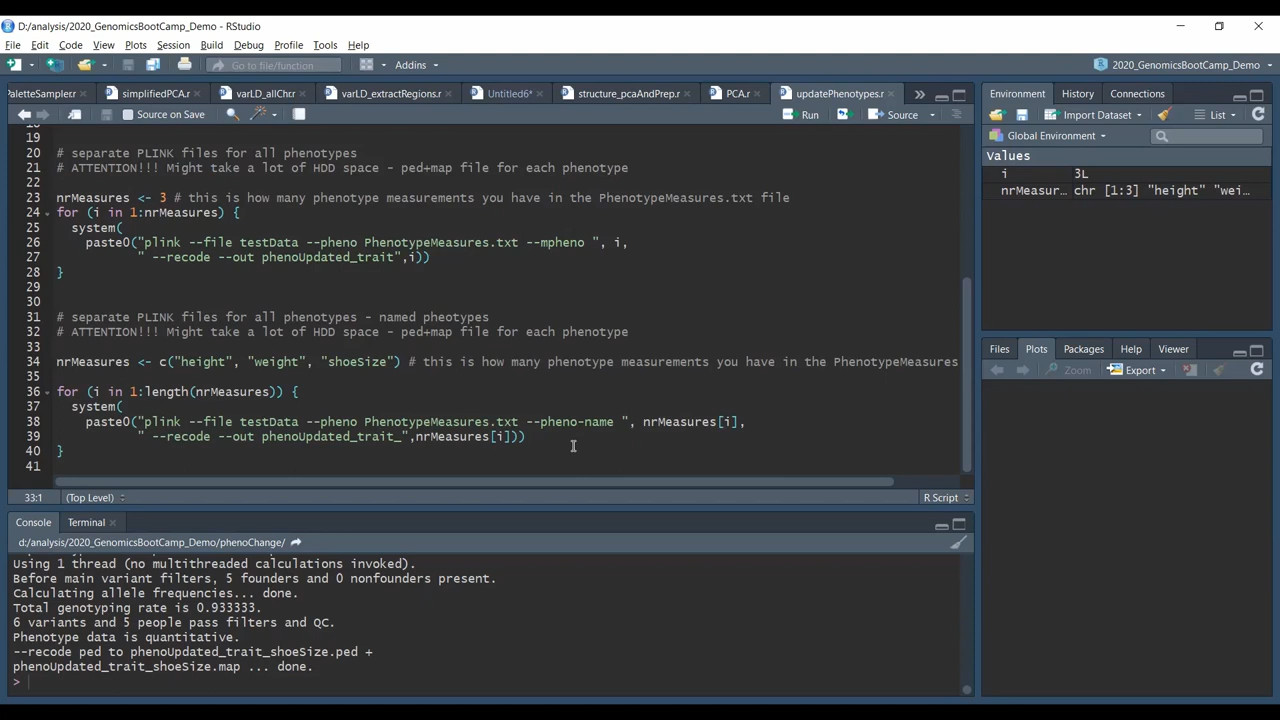 D:/analysis/2020_GenomicsBootCamp_Demo - RStudio
File Edit Code View Plots Session Build Debug Profile Tools Help
Go to file/function Addins 2020_GenomicsBootCamp_Demo
PaletteSampler.r simplifiedPCA.r varLD_allChr.r varLD_extractRegions.r Untitled6* structure_pcaAndPrep.r PCA.r updatePhenotypes.r
Source on Save Run Source
19
20 # separate PLINK files for all phenotypes
21 # ATTENTION!!! Might take a lot of HDD space - ped+map file for each phenotype
22
23 nrMeasures <- 3 # this is how many phenotype measurements you have in the PhenotypeMeasures.txt file
24 for (i in 1:nrMeasures) {
25 system(
26 paste0("plink --file testData --pheno PhenotypeMeasures.txt --mpheno ", i,
27 " --recode --out phenoUpdated_trait",i))
28 }
29
30
31 # separate PLINK files for all phenotypes - named pheotypes
32 # ATTENTION!!! Might take a lot of HDD space - ped+map file for each phenotype
33
34 nrMeasures <- c("height", "weight", "shoeSize") # this is how many phenotype measurements you have in the PhenotypeMeasures
35
36 for (i in 1:length(nrMeasures)) {
37 system(
38 paste0("plink --file testData --pheno PhenotypeMeasures.txt --pheno-name ", nrMeasures[i],
39 " --recode --out phenoUpdated_trait_",nrMeasures[i]))
40 }
41
33:1 (Top Level) R Script
Console Terminal
d:/analysis/2020_GenomicsBootCamp_Demo/phenoChange/
Using 1 thread (no multithreaded calculations invoked).
Before main variant filters, 5 founders and 0 nonfounders present.
Calculating allele frequencies... done.
Total genotyping rate is 0.933333.
6 variants and 5 people pass filters and QC.
Phenotype data is quantitative.
--recode ped to phenoUpdated_trait_shoeSize.ped +
phenoUpdated_trait_shoeSize.map ... done.
>
Environment History Connections
Import Dataset List
Global Environment
Values
i 3L
nrMeasur… chr [1:3] "height" "wei…
Files Plots Packages Help Viewer
Zoom Export